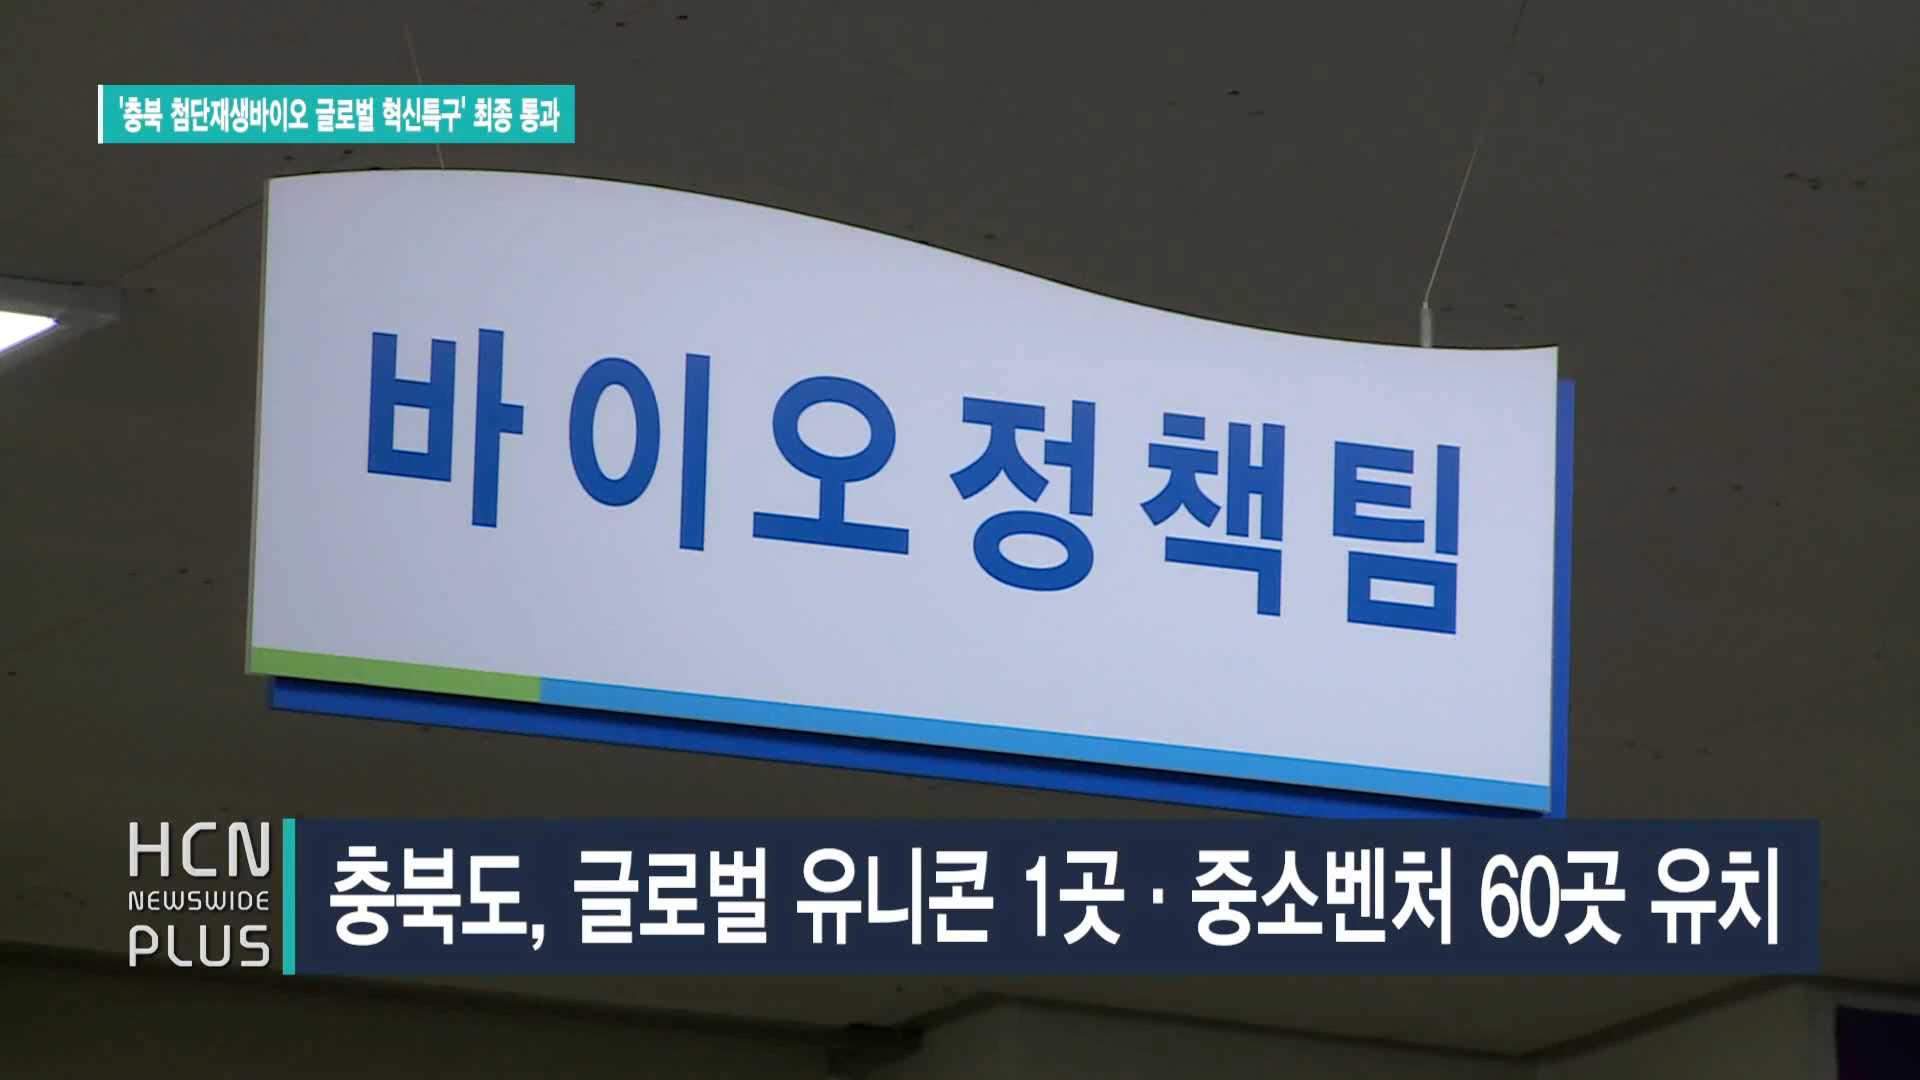 '충북 첨단재생바이오 글로벌 혁신특구' 최종 통과
바이오정책팀
HCN
NEWSWIDE
PLUS
충북도, 글로벌 유니콘 1곳·중소벤처 60곳 유치